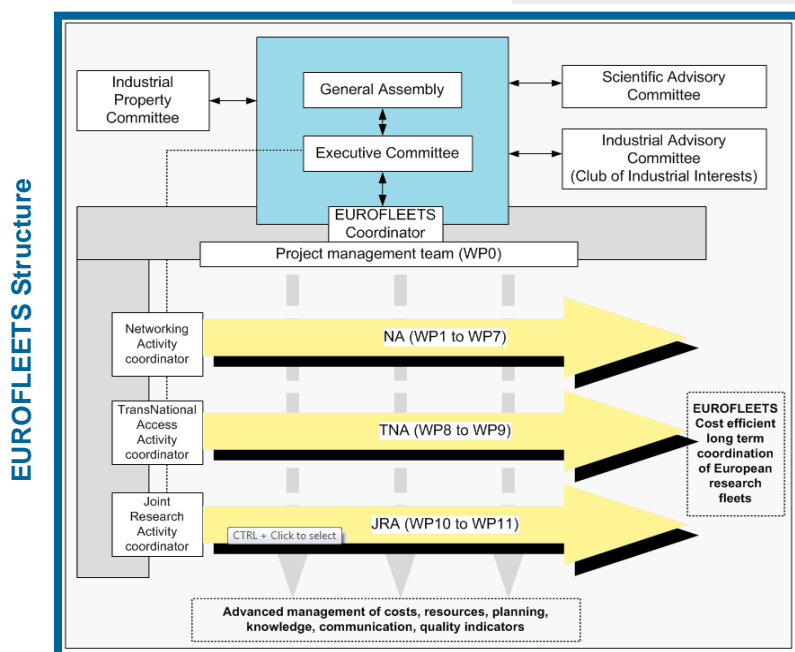 EUROFLEETS Structure
Industrial
Property
Committee
General Assembly
Executive Committee
Scientific Advisory
Committee
Industrial Advisory
Committee
(Club of Industrial Interests)
EUROFLEETS
Coordinator
Project management team (WP0)
Networking
Activity
coordinator
NA (WP1 to WP7)
TransNational
Access
Activity
coordinator
TNA (WP8 to WP9)
EUROFLEETS
Cost efficient
long term
coordination
of European
research
fleets
Joint
Research
Activity
coordinator
JRA (WP10 to WP11)
CTRL + Click to select
Advanced management of costs, resources, planning,
knowledge, communication, quality indicators